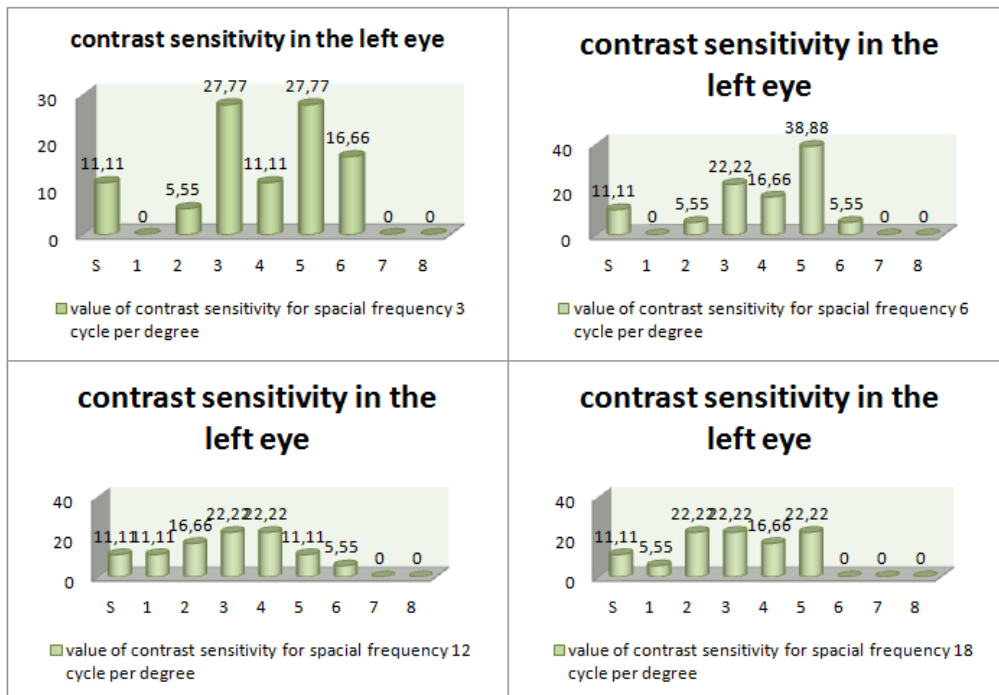 contrast sensitivity in the left eye
27,77 27,77
30
16,66
20
11,11 11,11
10
5,55
0 0 0
0
S 1 2 3 4 5 6 7 8
value of contrast sensitivity for spacial frequency 3
cycle per degree
contrast sensitivity in the
left eye
38,88
40
22,22
16,66
20
11,11
5,55 5,55
0 0 0
0
S 1 2 3 4 5 6 7 8
value of contrast sensitivity for spacial frequency 6
cycle per degree
contrast sensitivity in the
left eye
40
22,22 22,22
16,66
20
11,11 11,11 11,11
5,55
0 0
0
S 1 2 3 4 5 6 7 8
value of contrast sensitivity for spacial frequency 12
cycle per degree
contrast sensitivity in the
left eye
40
22,22 22,22 22,22
16,66
20
11,11
5,55
0 0 0
0
S 1 2 3 4 5 6 7 8
value of contrast sensitivity for spacial frequency 18
cycle per degree